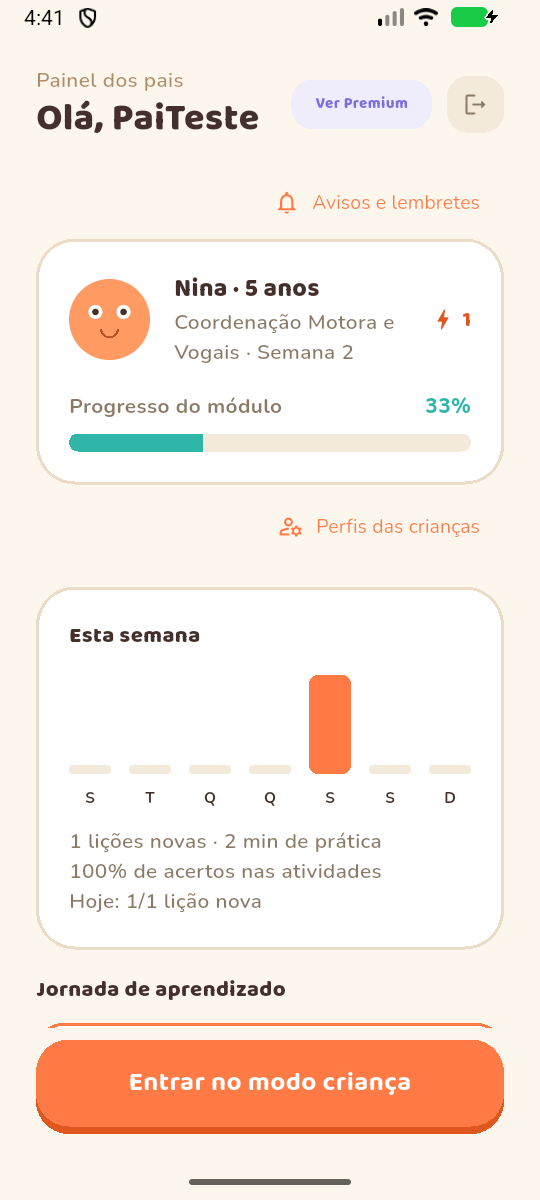 4:41
Painel dos pais
Olá, PaiTeste
Ver Premium
Avisos e lembretes
Nina · 5 anos
Coordenação Motora e
Vogais · Semana 2
1
Progresso do módulo
33%
Perfis das crianças
Esta semana
S T Q Q S S D
1 lições novas · 2 min de prática
100% de acertos nas atividades
Hoje: 1/1 lição nova
Jornada de aprendizado
Entrar no modo criança